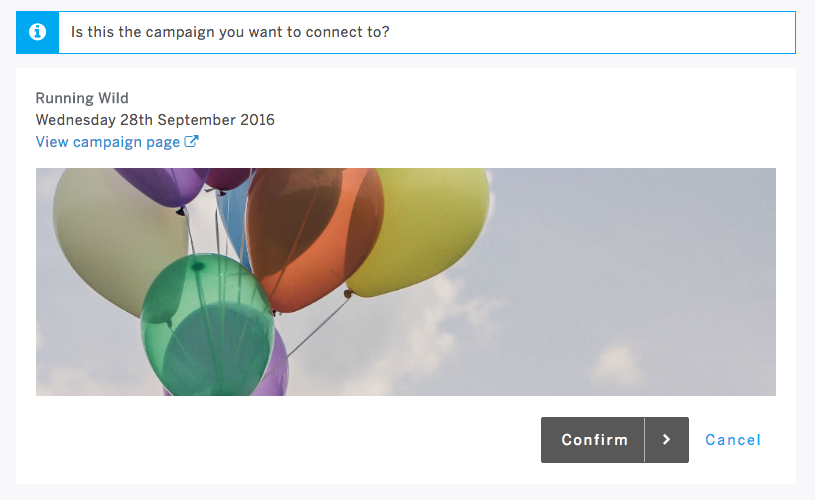 Is this the campaign you want to connect to?
Running Wild
Wednesday 28th September 2016
View campaign page
Confirm
Cancel